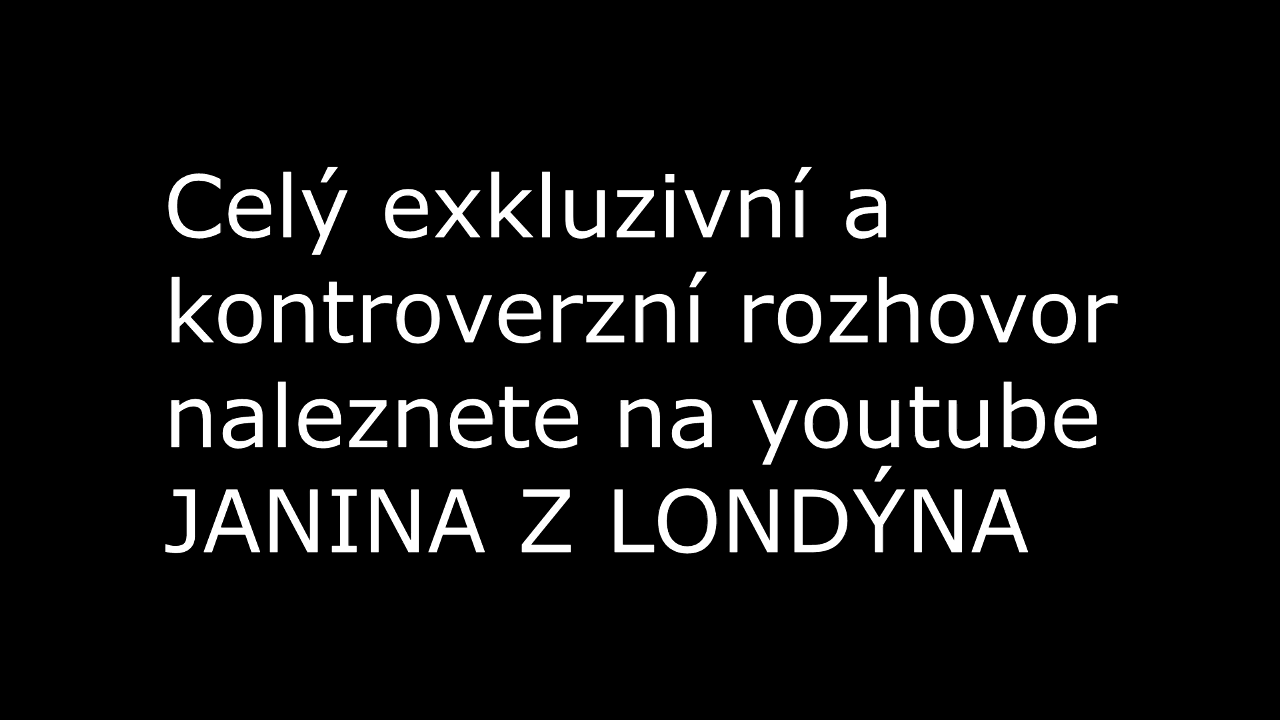 Celý exkluzivní a
kontroverzní rozhovor
naleznete na youtube
JANINA Z LONDÝNA